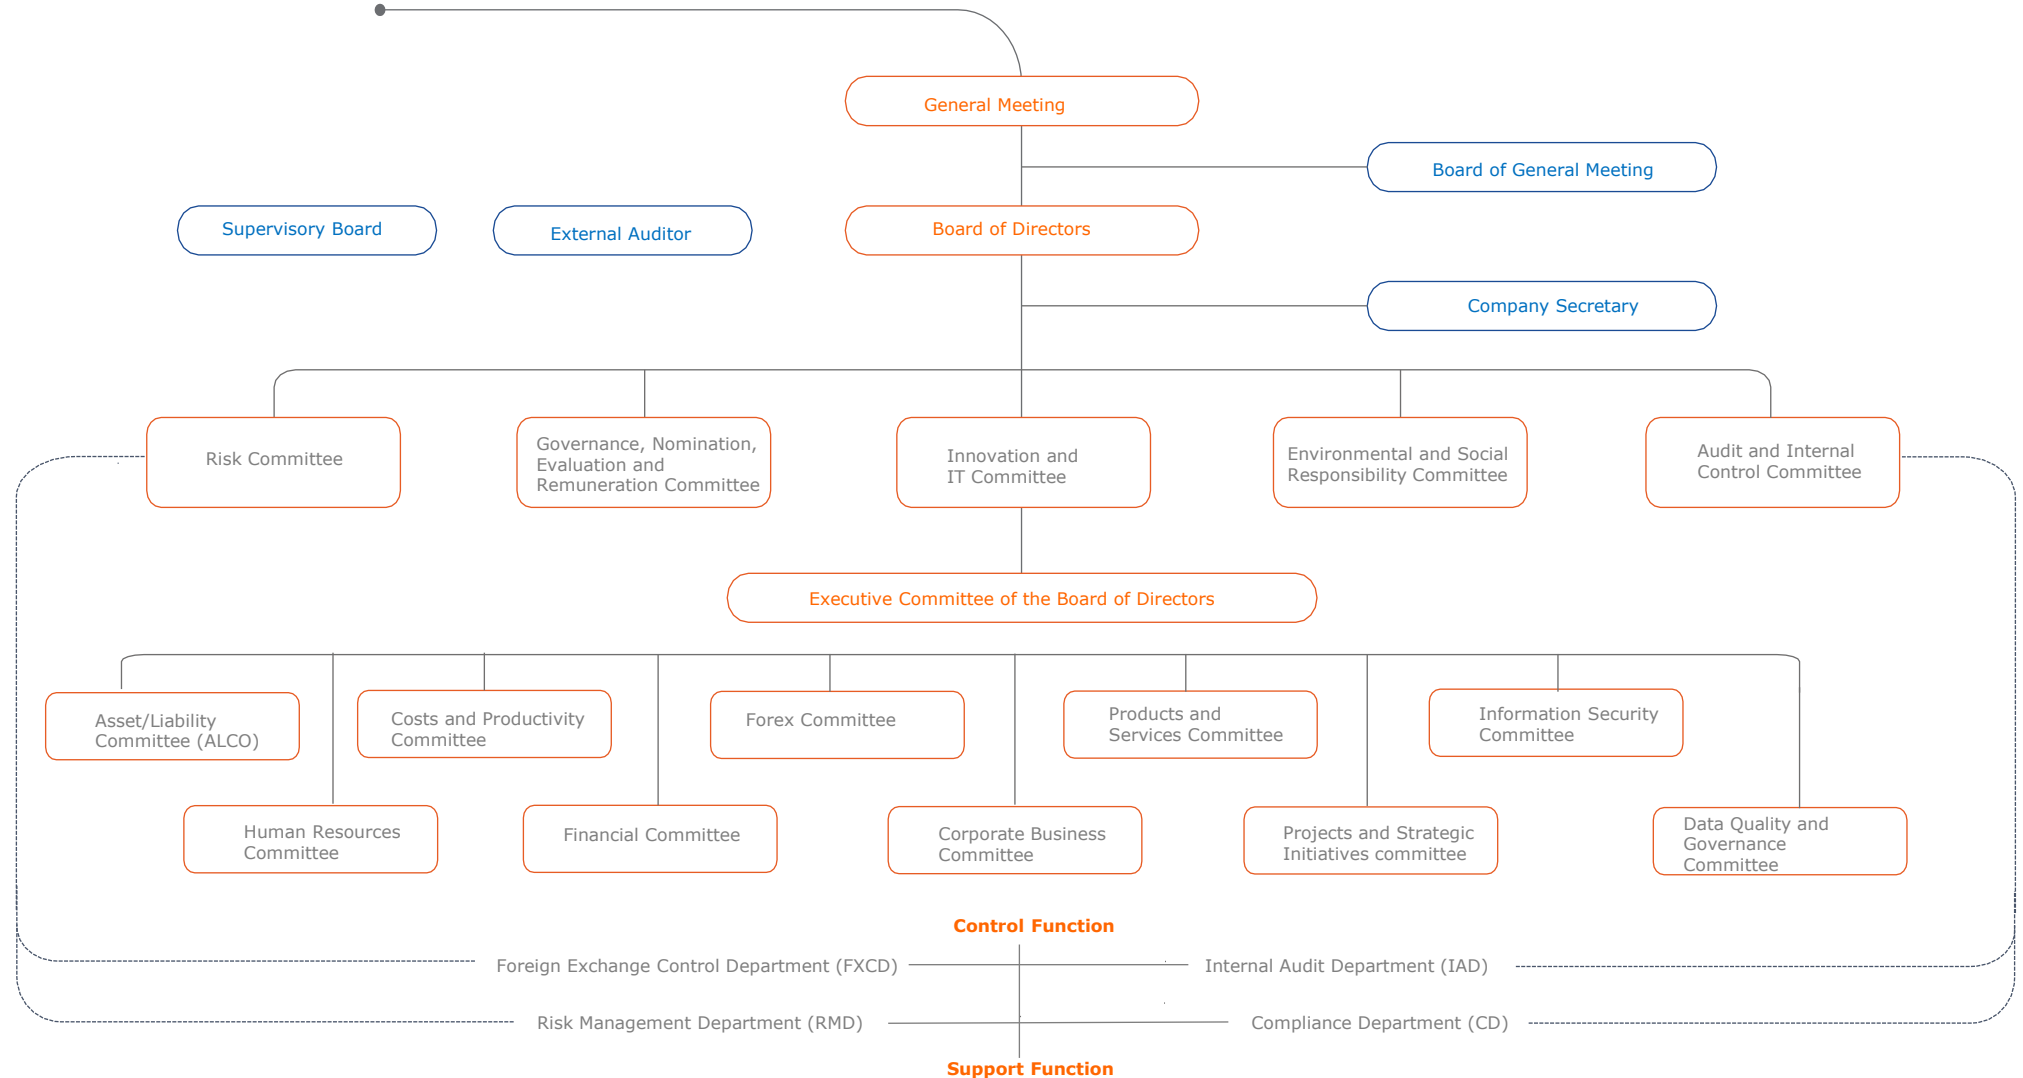 General Meeting
Board of General Meeting
Supervisory Board
External Auditor
Board of Directors
Company Secretary
Risk Committee
Governance, Nomination,
Evaluation and
Remuneration Committee
Innovation and
IT Committee
Environmental and Social
Responsibility Committee
Audit and Internal
Control Committee
Executive Committee of the Board of Directors
Asset/Liability
Committee (ALCO)
Costs and Productivity
Committee
Forex Committee
Products and
Services Committee
Information Security
Committee
Human Resources
Committee
Financial Committee
Corporate Business
Committee
Projects and Strategic
Initiatives committee
Data Quality and
Governance
Committee
Control Function
Foreign Exchange Control Department (FXCD)
Internal Audit Department (IAD)
Risk Management Department (RMD)
Compliance Department (CD)
Support Function